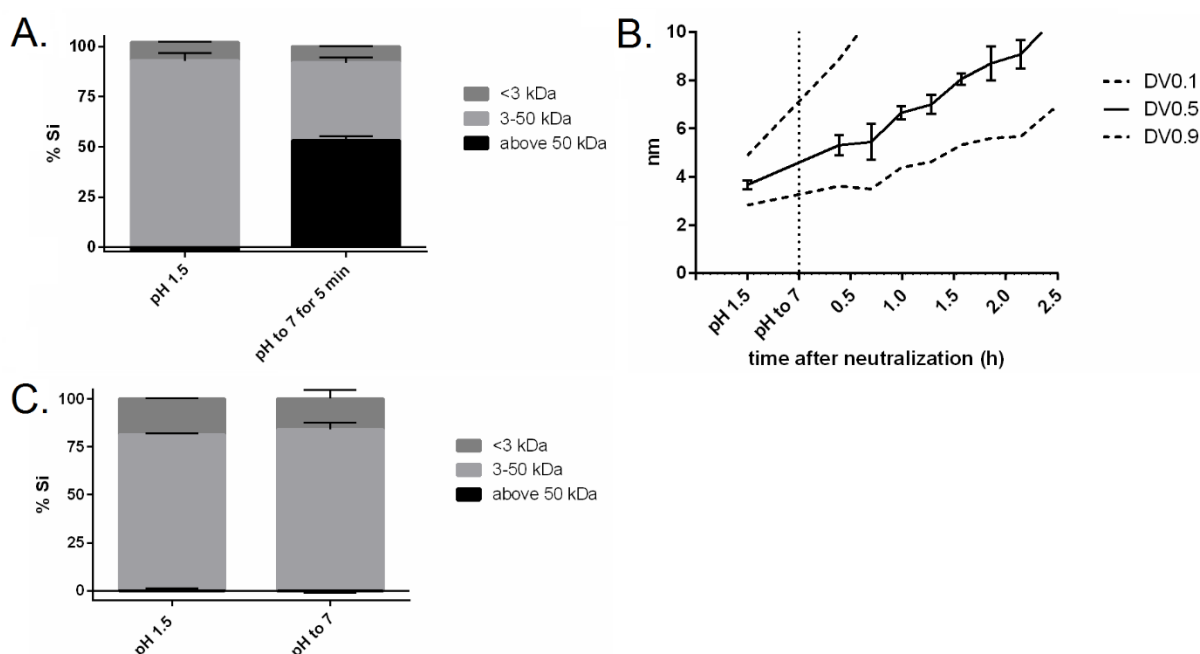 A.
% Si
100
75
50
25
0
pH 1.5
pH to 7 for 5 min
<3 kDa
3-50 kDa
above 50 kDa
B.
nm
10
8
6
4
2
0
pH 1.5
pH to 7
0.5
1.0
1.5
2.0
2.5
time after neutralization (h)
DV0.1
DV0.5
DV0.9
C.
% Si
100
75
50
25
0
pH 1.5
pH to 7
<3 kDa
3-50 kDa
above 50 kDa